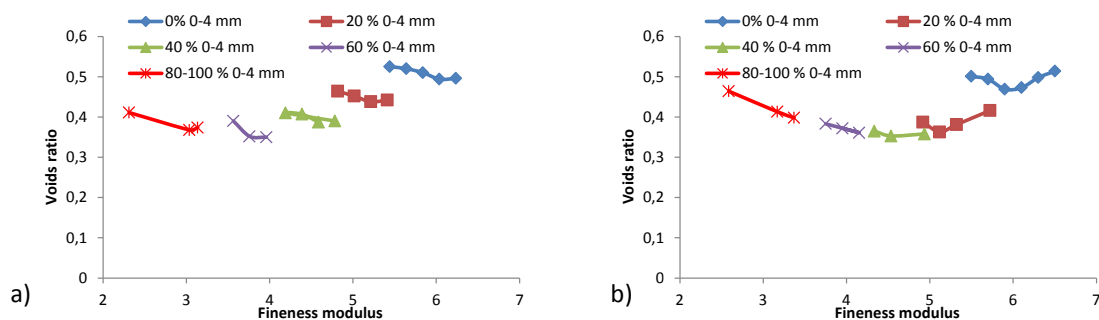 0% 0-4 mm
20 % 0-4 mm
40 % 0-4 mm
60 % 0-4 mm
80-100 % 0-4 mm
0,6
0,5
0,4
0,3
0,2
0,1
0
Voids ratio
2 3 4 5 6 7
Fineness modulus
a)
0% 0-4 mm
20 % 0-4 mm
40 % 0-4 mm
60 % 0-4 mm
80-100 % 0-4 mm
0,6
0,5
0,4
0,3
0,2
0,1
0
Voids ratio
2 3 4 5 6 7
Fineness modulus
b)